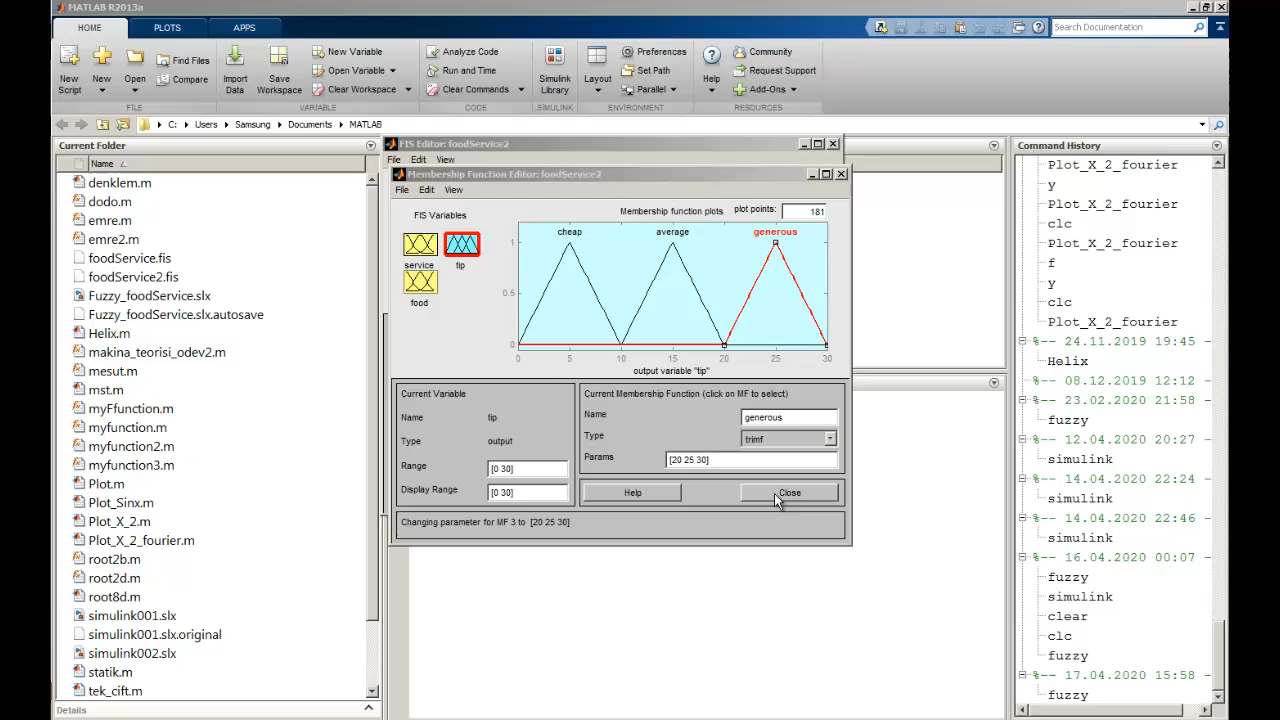 MATLAB R2013a
HOME
PLOTS
APPS
Search Documentation
New Script
New
Open
Find Files
Compare
Import Data
Save Workspace
New Variable
Open Variable
Clear Workspace
Analyze Code
Run and Time
Clear Commands
Simulink Library
Layout
Preferences
Set Path
Parallel
Help
Community
Request Support
Add-Ons
FILE
VARIABLE
CODE
SIMULINK
ENVIRONMENT
RESOURCES
C:
Users
Samsung
Documents
MATLAB
Current Folder
Name
denklem.m
dodo.m
emre.m
emre2.m
foodService.fis
foodService2.fis
Fuzzy_foodService.slx
Fuzzy_foodService.slx.autosave
Helix.m
makina_teorisi_odev2.m
mesut.m
mst.m
myFfunction.m
myfunction.m
myfunction2.m
myfunction3.m
Plot.m
Plot_Sinx.m
Plot_X_2.m
Plot_X_2_fourier.m
root2b.m
root2d.m
root8d.m
simulink001.slx
simulink001.slx.original
simulink002.slx
statik.m
tek_cift.m
Details
FIS Editor: foodService2
File Edit View
Membership Function Editor: foodService2
File Edit View
FIS Variables
service
tip
food
Membership function plots
plot points:
181
cheap
average
generous
1
0.5
0
0 5 10 15 20 25 30
output variable "tip"
Current Variable
Name tip
Type output
Range [0 30]
Display Range [0 30]
Current Membership Function (click on MF to select)
Name generous
Type trimf
Params [20 25 30]
Help
Close
Changing parameter for MF 3 to [20 25 30]
Command History
Plot_X_2_fourier
y
Plot_X_2_fourier
clc
Plot_X_2_fourier
f
y
clc
Plot_X_2_fourier
%-- 24.11.2019 19:45 -
Helix
%-- 08.12.2019 12:12 -
%-- 23.02.2020 21:58 -
fuzzy
%-- 12.04.2020 20:27 -
simulink
%-- 14.04.2020 22:24 -
simulink
%-- 14.04.2020 22:46 -
simulink
%-- 16.04.2020 00:07 -
fuzzy
simulink
clear
clc
fuzzy
%-- 17.04.2020 15:58 -
fuzzy